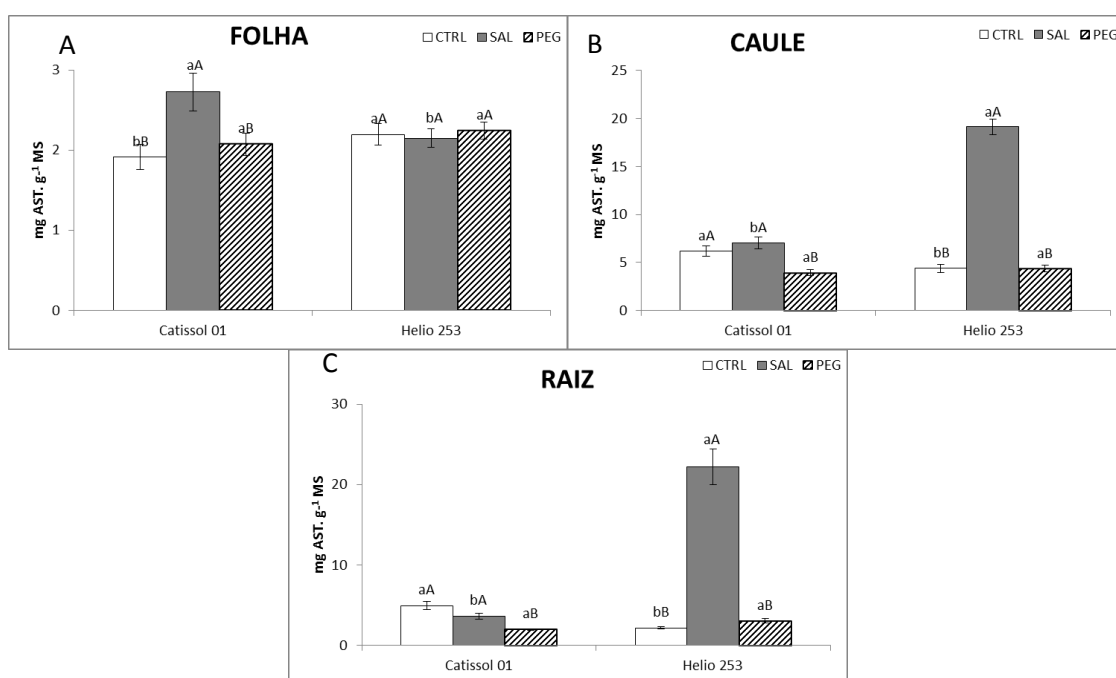 A
FOLHA
CTRL SAL PEG
3
2
1
0
mg AST. g⁻¹ MS
bB aA aB aA bA aA
Catissol 01 Helio 253
B
CAULE
CTRL SAL PEG
25
20
15
10
5
0
mg AST. g⁻¹ MS
aA bA aB bB aA aB
Catissol 01 Helio 253
C
RAIZ
CTRL SAL PEG
30
20
10
0
mg AST. g⁻¹ MS
aA bA aB bB aA aB
Catissol 01 Helio 253